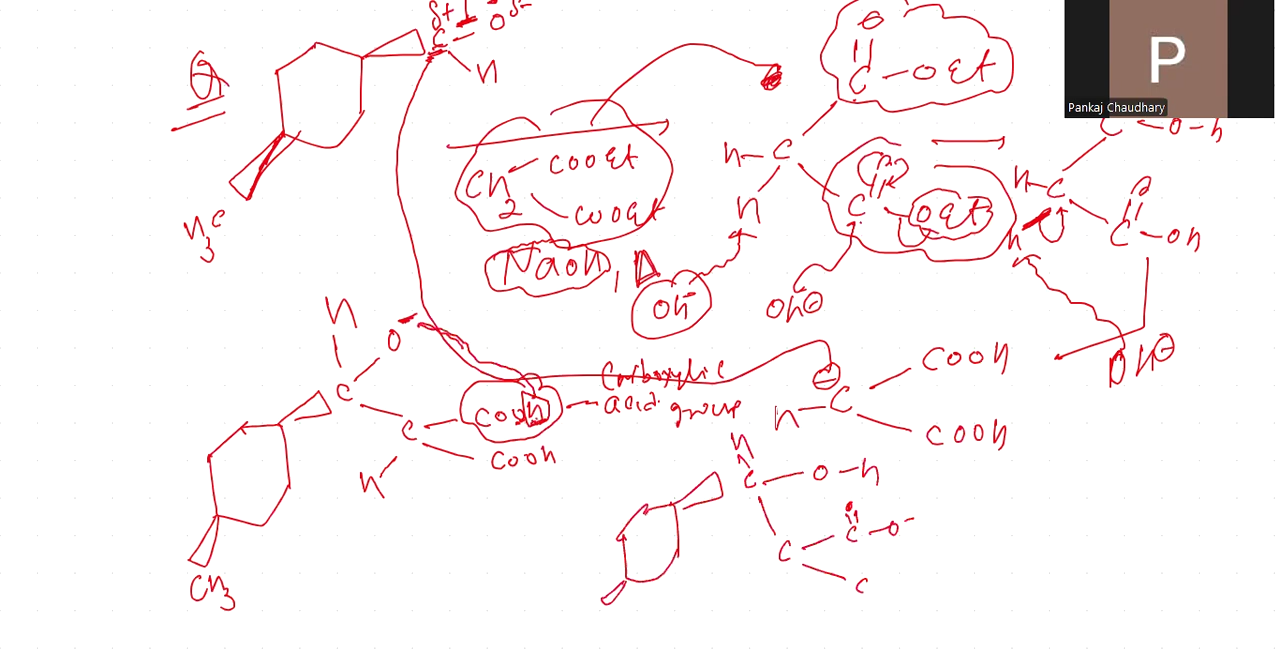 Q
δ+ δ-
C = O
H
H3C
CH2
COOEt
COOEt
NaOH, Δ
OH-
O
C - OEt
H - C
H
C
OEt
OH⊖
P
Pankaj Chaudhary
C - O - H
H - C
H
O
C - OH
OH⊖
⊖
H - C
COOH
COOH
H
O-
C
C - COOH
COOH
H
Carboxylic
acid group
CH3
H
C - O - H
C - C - O-
O
C